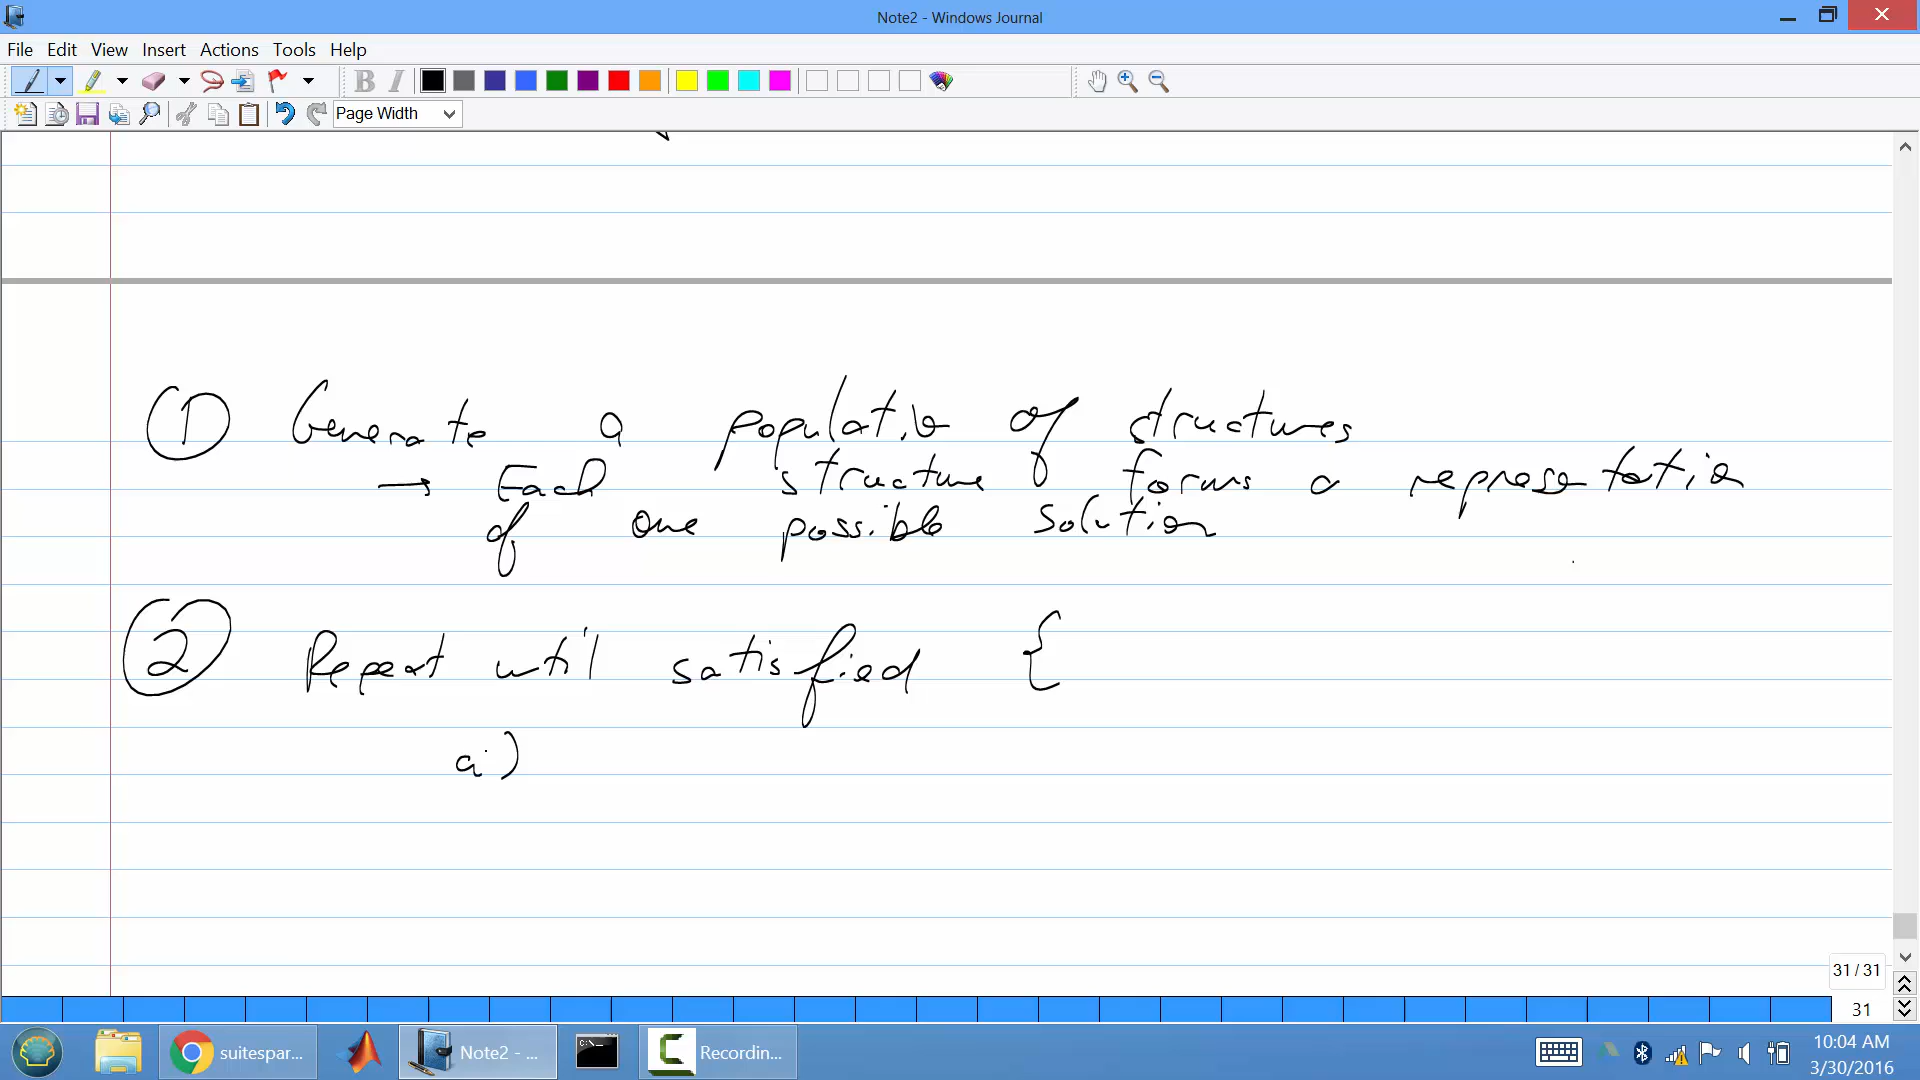 Note2 - Windows Journal
File Edit View Insert Actions Tools Help
B I
Page Width
① Generate a population of structures
→ Each structure forms a representation
of one possible solution
② Repeat until satisfied {
a)
31 / 31
31
suitespar... Note2 - ... C:\_ C Recordin...
10:04 AM
3/30/2016